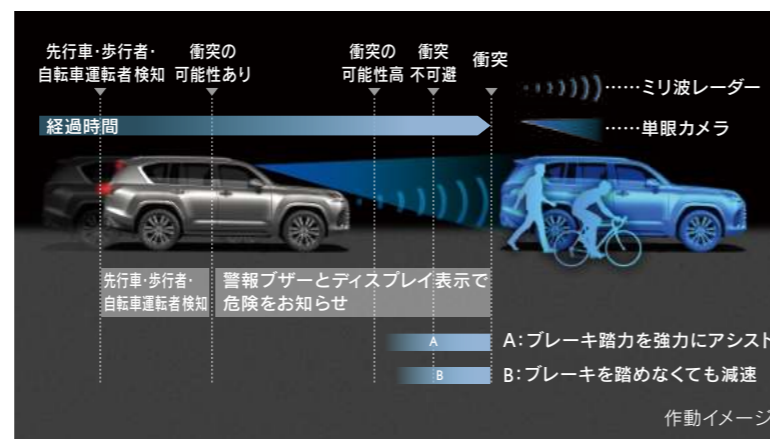 先行車・歩行者・
自転車運転者検知
衝突の
可能性あり
衝突の
可能性高
衝突
不可避
衝突
……ミリ波レーダー
……単眼カメラ
経過時間
先行車・歩行者・
自転車運転者検知
警報ブザーとディスプレイ表示で
危険をお知らせ
A
A：ブレーキ踏力を強力にアシスト
B
B：ブレーキを踏めなくても減速
作動イメージ